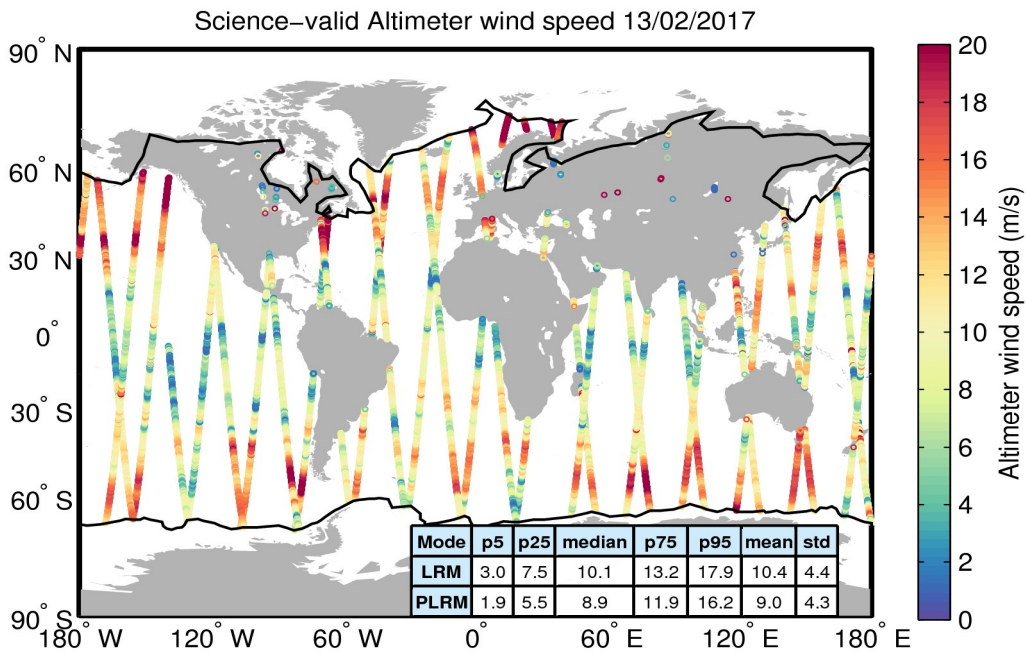 Science−valid Altimeter wind speed 13/02/2017
90° N
60° N
30° N
0°
30° S
60° S
90° S
180° W
120° W
60° W
0°
60° E
120° E
180° E
Mode p5 p25 median p75 p95 mean std
LRM 3.0 7.5 10.1 13.2 17.9 10.4 4.4
PLRM 1.9 5.5 8.9 11.9 16.2 9.0 4.3
20
18
16
14
12
10
8
6
4
2
0
Altimeter wind speed (m/s)